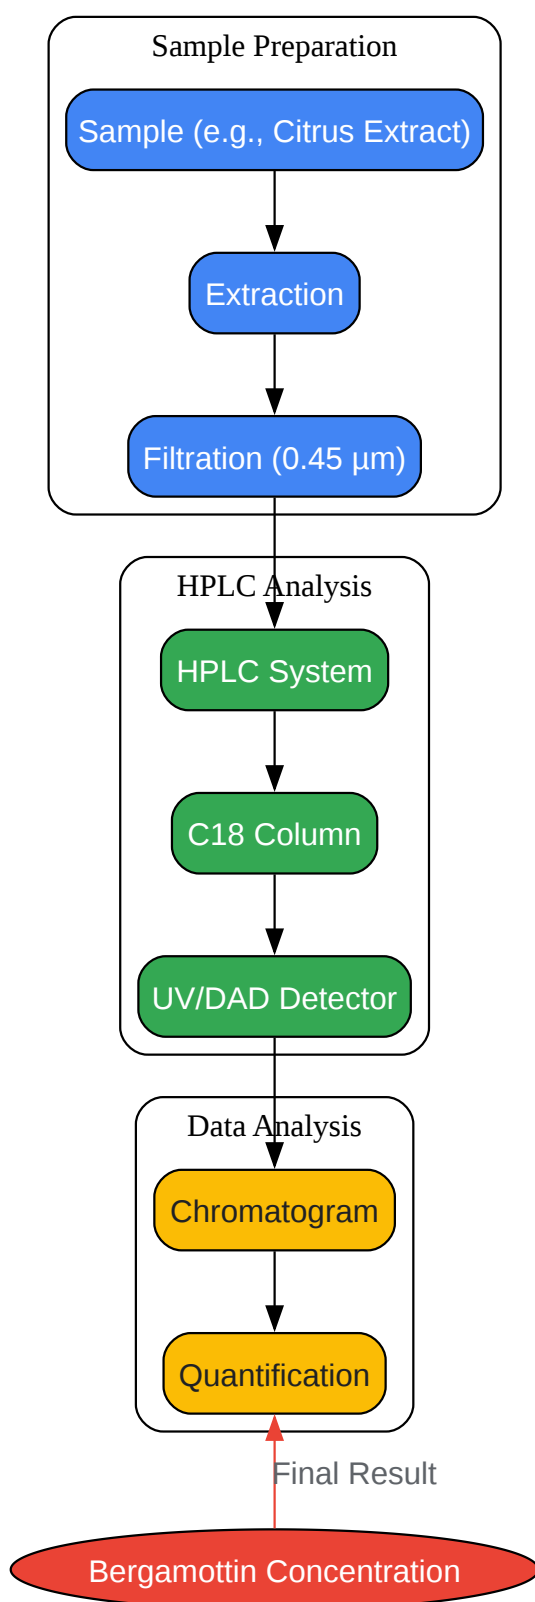 Sample Preparation
Sample (e.g., Citrus Extract)
Extraction
Filtration (0.45 µm)
HPLC Analysis
HPLC System
C18 Column
UV/DAD Detector
Data Analysis
Chromatogram
Quantification
Final Result
Bergamottin Concentration